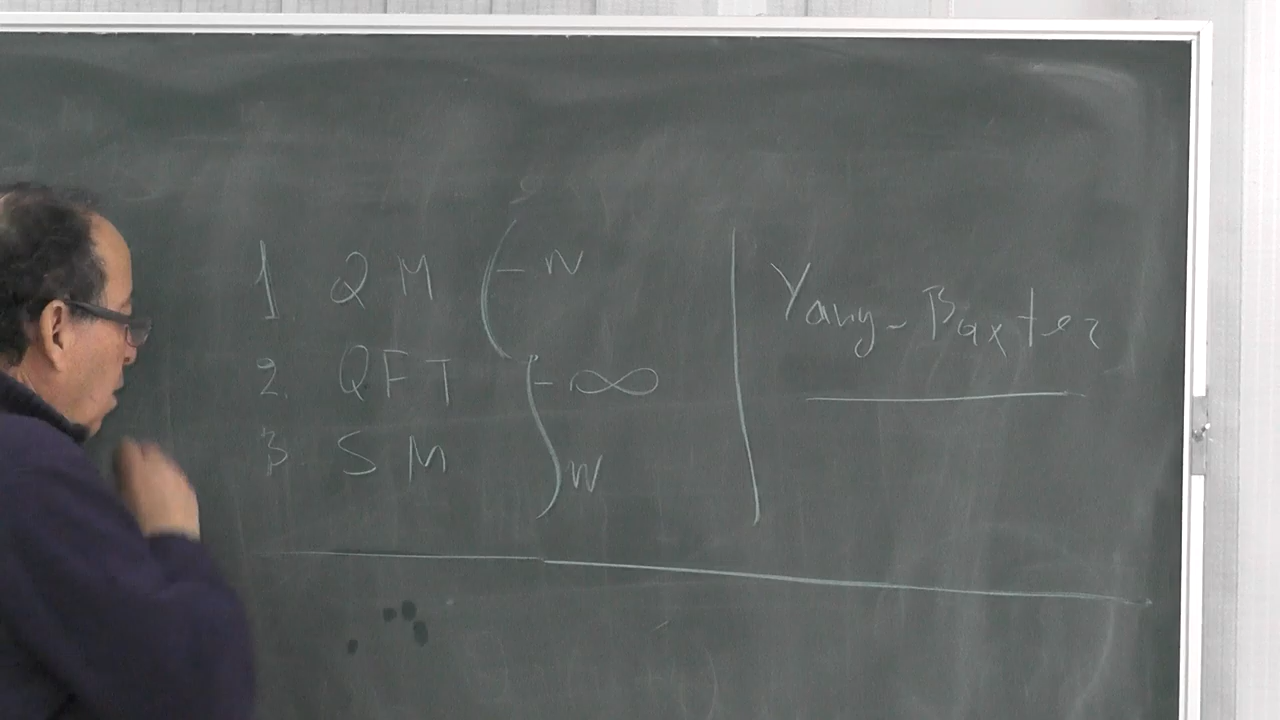 1 QM - N
2. QFT - ∞
3. SM N
Yang-Baxter